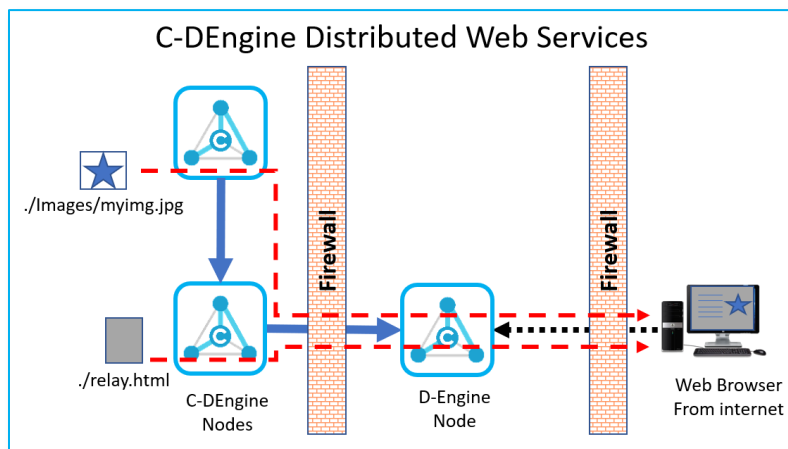 C-DEngine Distributed Web Services
./Images/myimg.jpg
Firewall
Firewall
./relay.html
C-DEngine
Nodes
D-Engine
Node
Web Browser
From internet